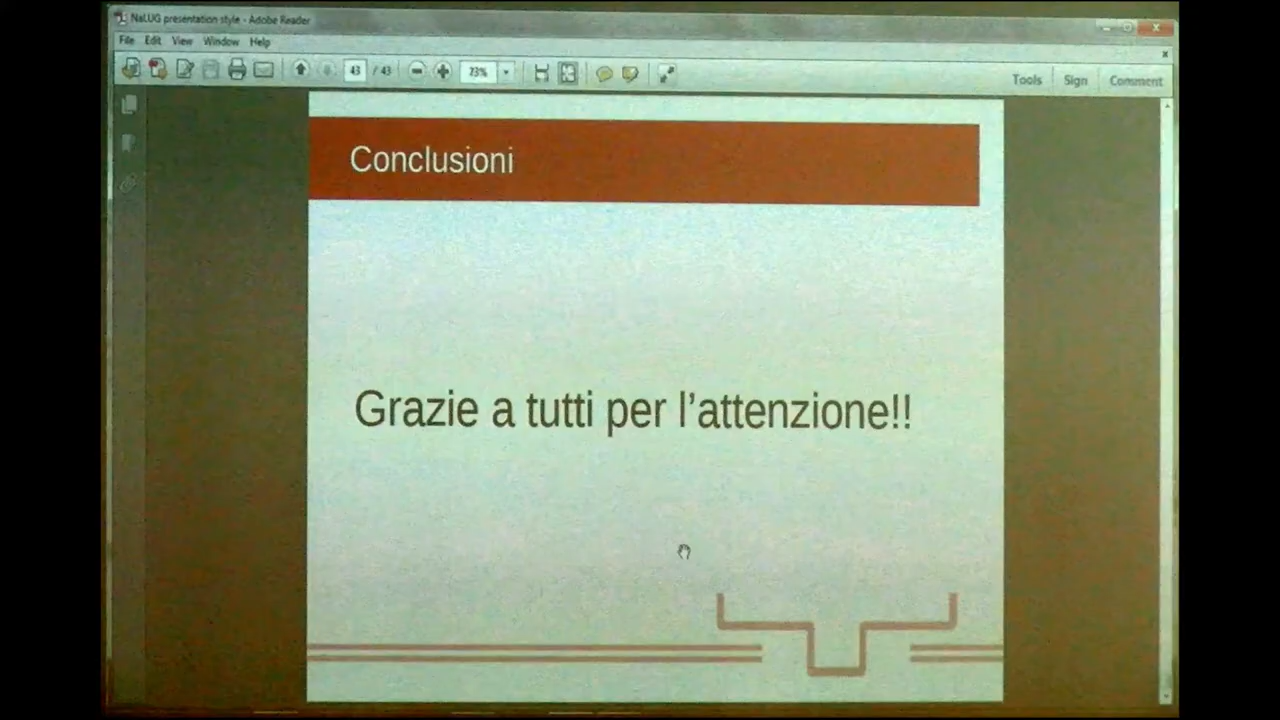 NaLUG presentation style - Adobe Reader
File Edit View Window Help
43 / 43 73%
Tools Sign Comment
Conclusioni
Grazie a tutti per l'attenzione!!